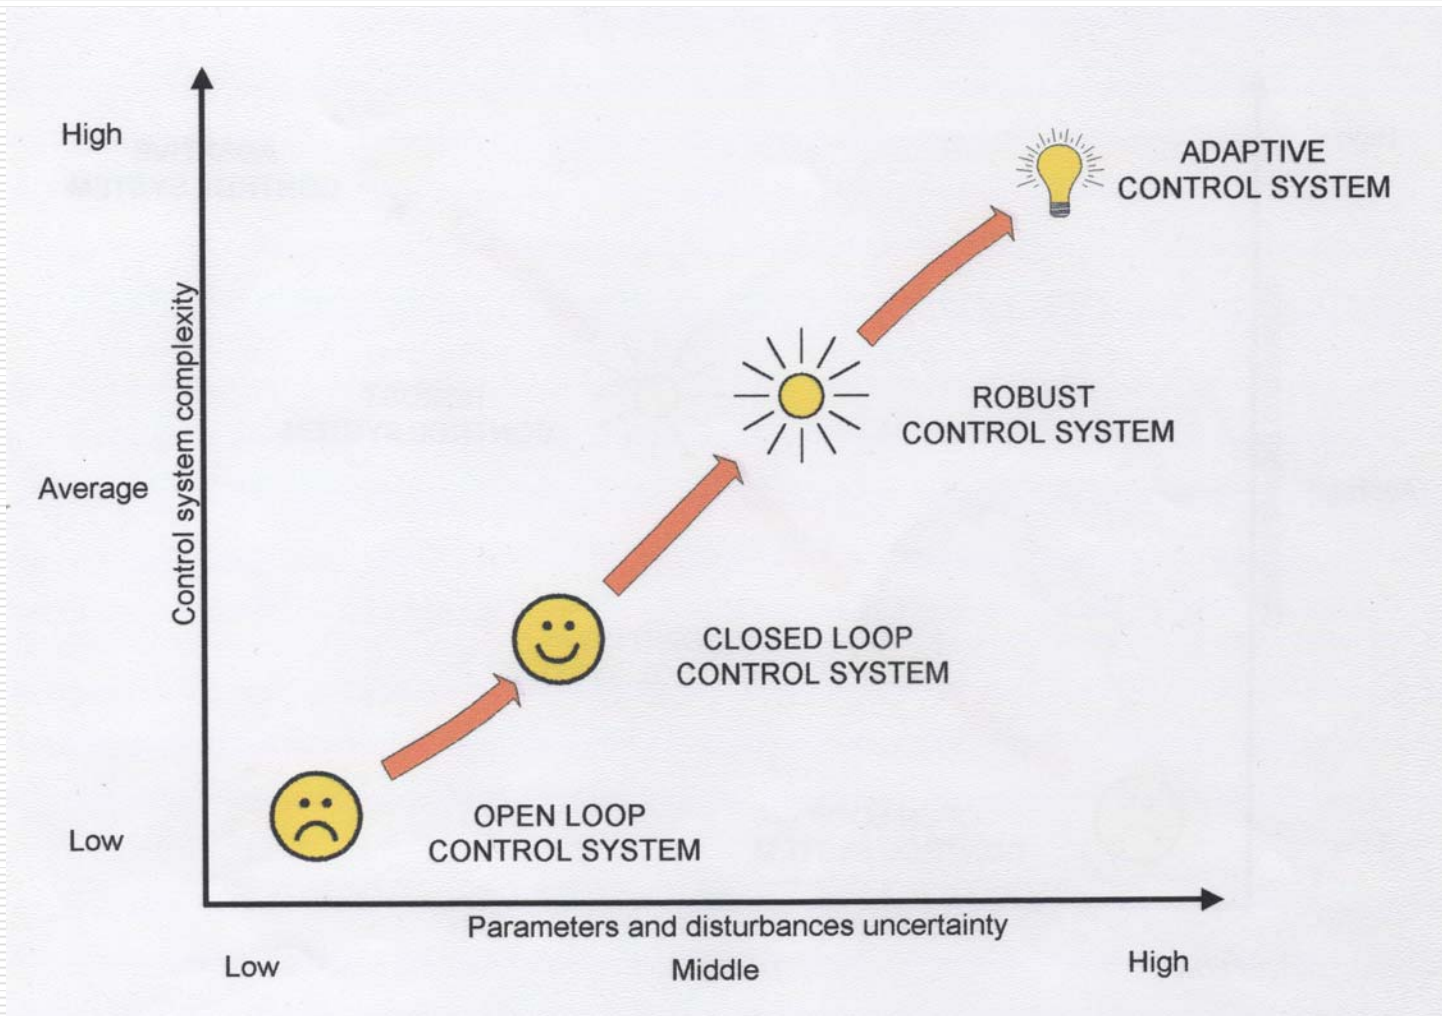 High
ADAPTIVE
CONTROL SYSTEM
Control system complexity
ROBUST
CONTROL SYSTEM
Average
CLOSED LOOP
CONTROL SYSTEM
OPEN LOOP
CONTROL SYSTEM
Low
Parameters and disturbances uncertainty
Low
Middle
High